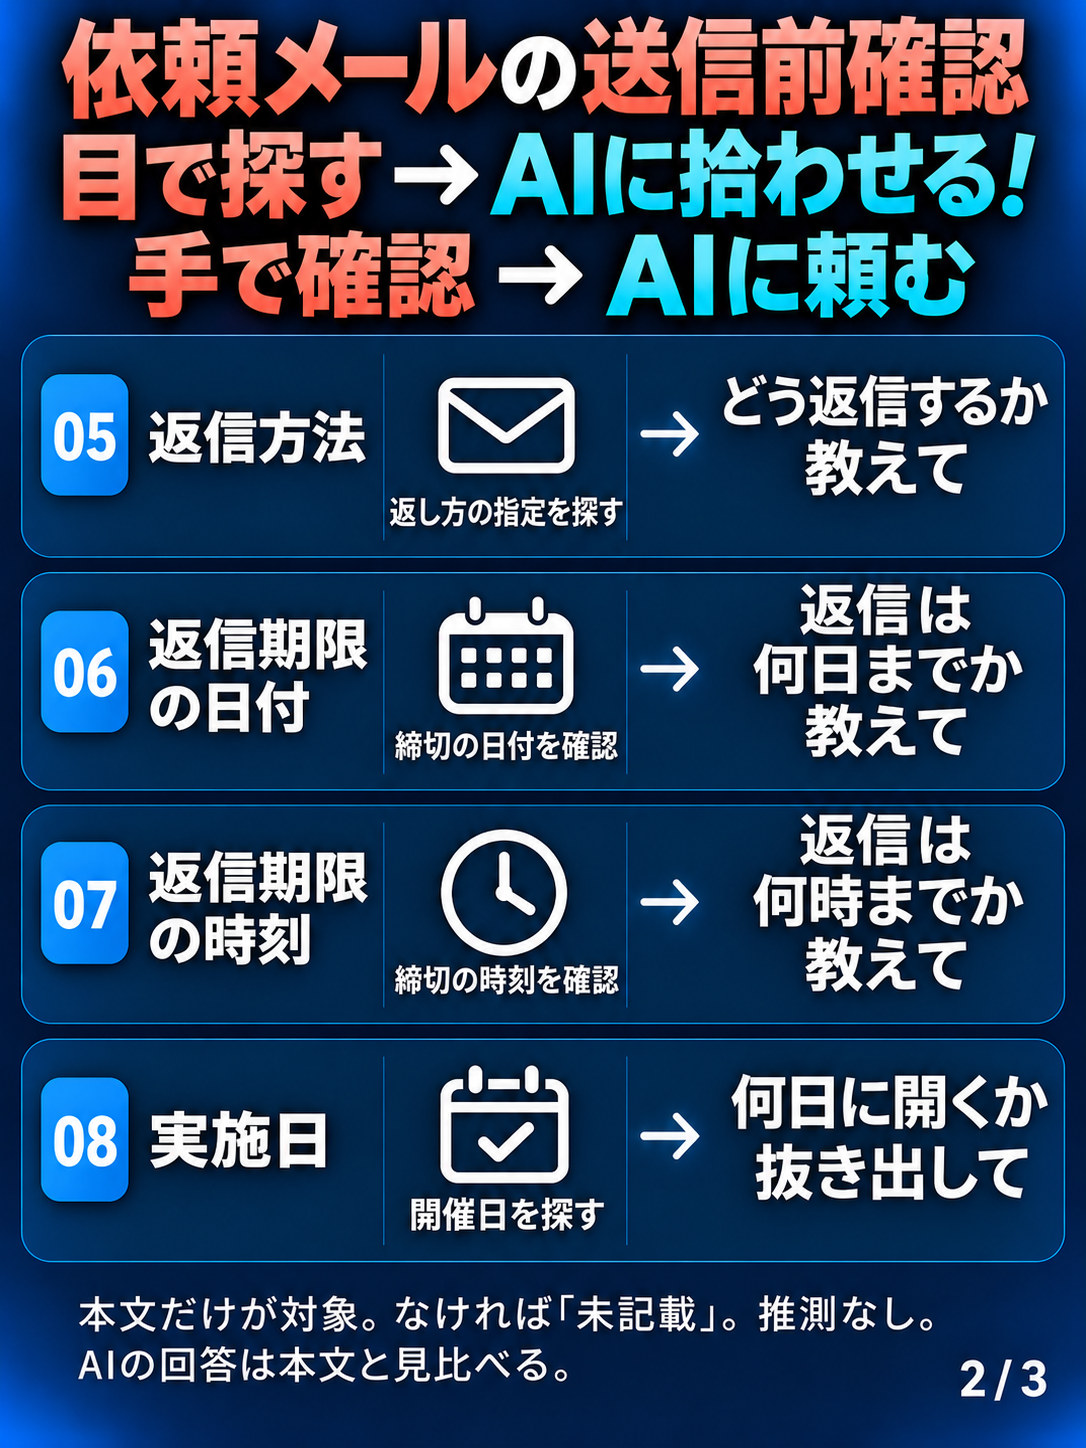 依頼メールの送信前確認
目で探す→AIに拾わせる!
手で確認→AIに頼む
05
返信方法
返し方の指定を探す
→
どう返信するか
教えて
06
返信期限
の日付
締切の日付を確認
→
返信は
何日までか
教えて
07
返信期限
の時刻
締切の時刻を確認
→
返信は
何時までか
教えて
08
実施日
開催日を探す
→
何日に開くか
抜き出して
本文だけが対象。なければ「未記載」。推測なし。
AIの回答は本文と見比べる。
2/3